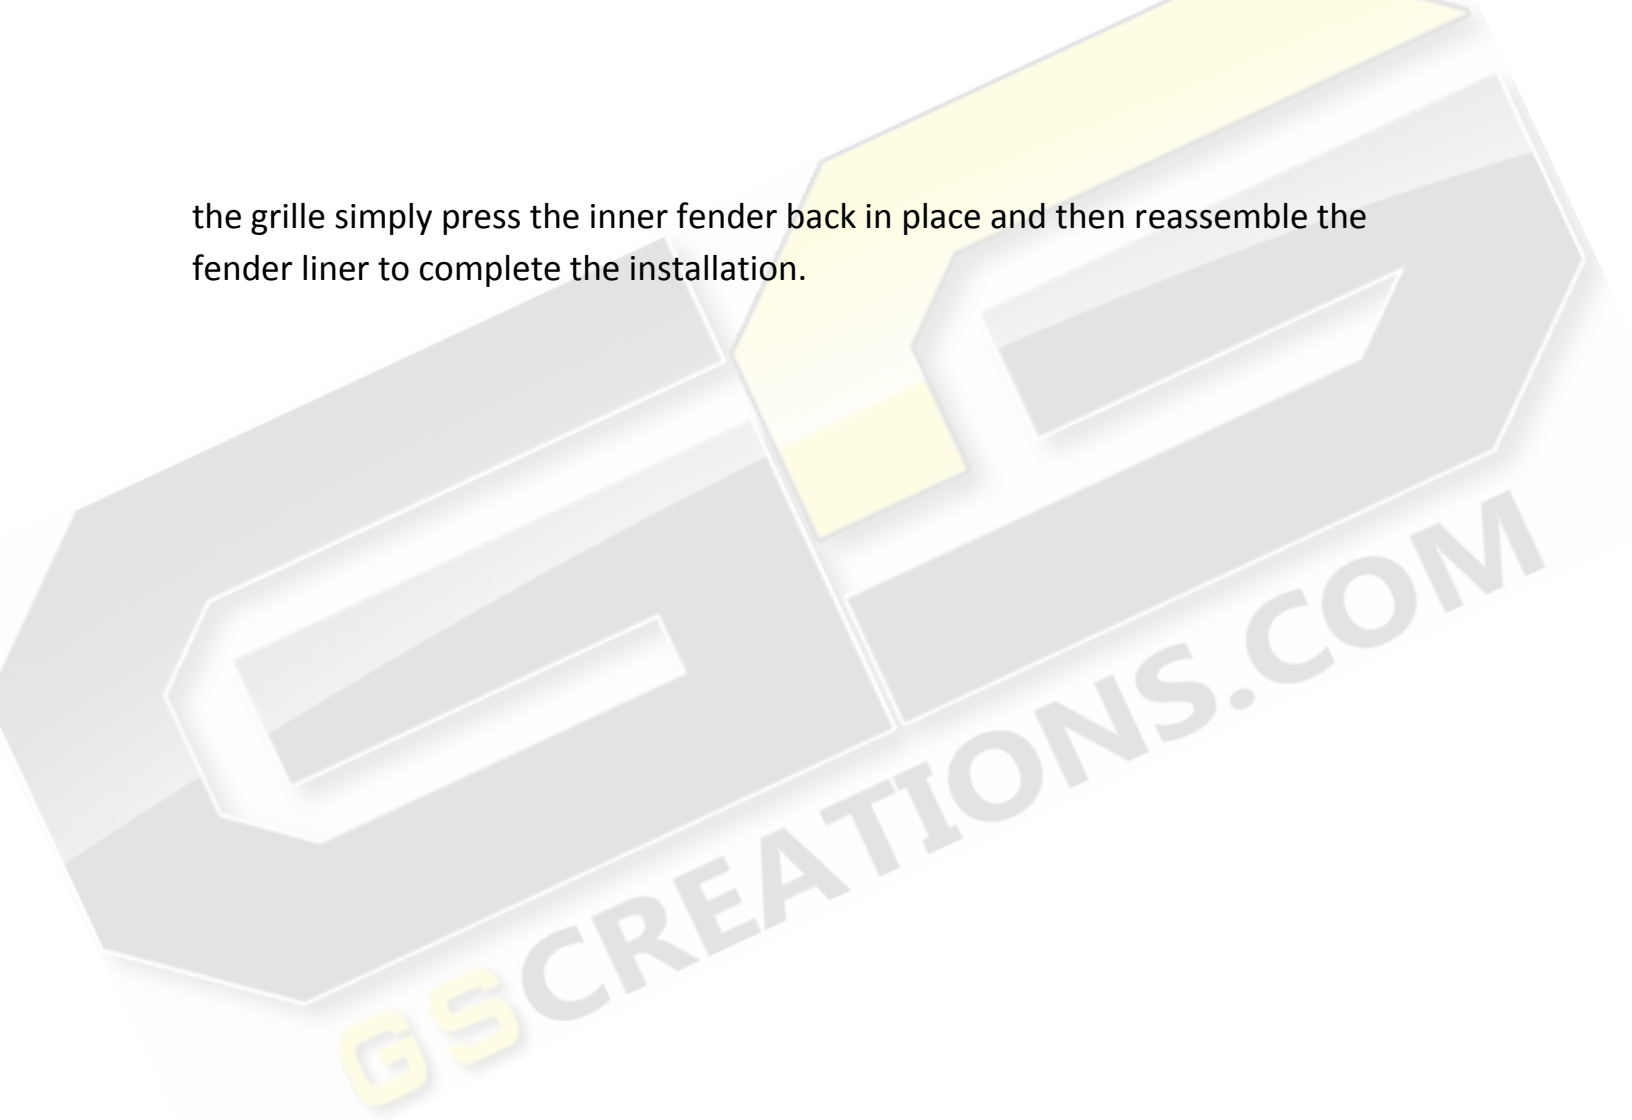 the grille simply press the inner fender back in place and then reassemble the
fender liner to complete the installation.
GSCREATIONS.COM